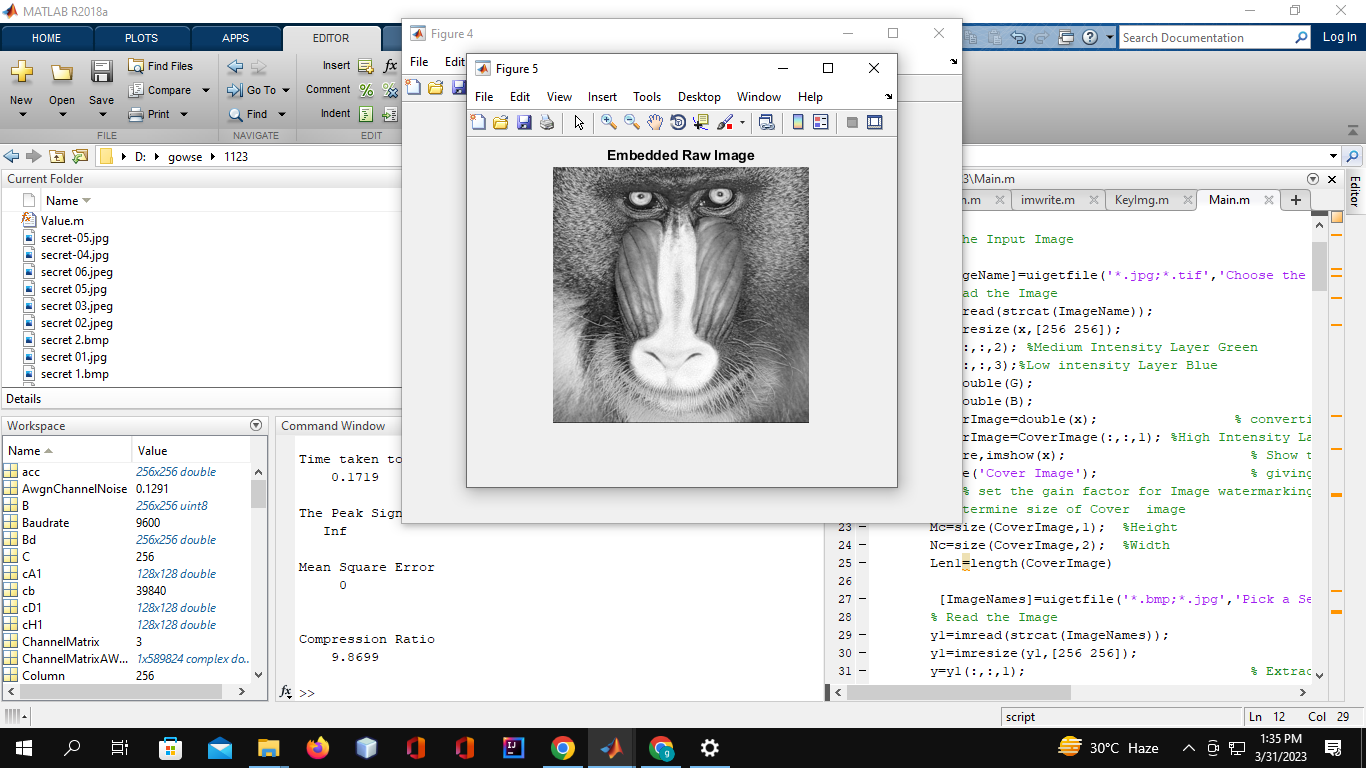 MATLAB R2018a
HOME PLOTS APPS EDITOR
Search Documentation
Log In
New Open Save
Find Files
Compare
Print
Go To
Find
Insert
Comment
Indent
FILE NAVIGATE EDIT
D: gowse 1123
Current Folder
Name
Value.m
secret-05.jpg
secret-04.jpg
secret 06.jpeg
secret 05.jpg
secret 03.jpeg
secret 02.jpeg
secret 2.bmp
secret 01.jpg
secret 1.bmp
Details
Workspace
Name Value
acc 256x256 double
AwgnChannelNoise 0.1291
B 256x256 uint8
Baudrate 9600
Bd 256x256 double
C 256
cA1 128x128 double
cb 39840
cD1 128x128 double
cH1 128x128 double
ChannelMatrix 3
ChannelMatrixAW... 1x589824 complex do...
Column 256
Command Window
Time taken to
0.1719
The Peak Sign
Inf
Mean Square Error
0
Compression Ratio
9.8699
fx >>
Figure 4
File Edi
Figure 5
File Edit View Insert Tools Desktop Window Help
Embedded Raw Image
3\Main.m
n.m imwrite.m KeyImg.m Main.m
Editor
he Input Image
geName]=uigetfile('*.jpg;*.tif','Choose the
ad the Image
read(strcat(ImageName));
resize(x,[256 256]);
:,:,2); %Medium Intensity Layer Green
:,:,3);%Low intensity Layer Blue
ouble(G);
ouble(B);
rImage=double(x); % converti
rImage=CoverImage(:,:,1); %High Intensity La
re,imshow(x); % Show t
e('Cover Image'); % giving
% set the gain factor for Image watermarking
termine size of Cover image
23 Mc=size(CoverImage,1); %Height
24 Nc=size(CoverImage,2); %Width
25 Len1=length(CoverImage)
26
27 [ImageNames]=uigetfile('*.bmp;*.jpg','Pick a Se
28 % Read the Image
29 y1=imread(strcat(ImageNames));
30 y1=imresize(y1,[256 256]);
31 y=y1(:,:,1); % Extrac
script Ln 12 Col 29
30°C Haze
1:35 PM
3/31/2023